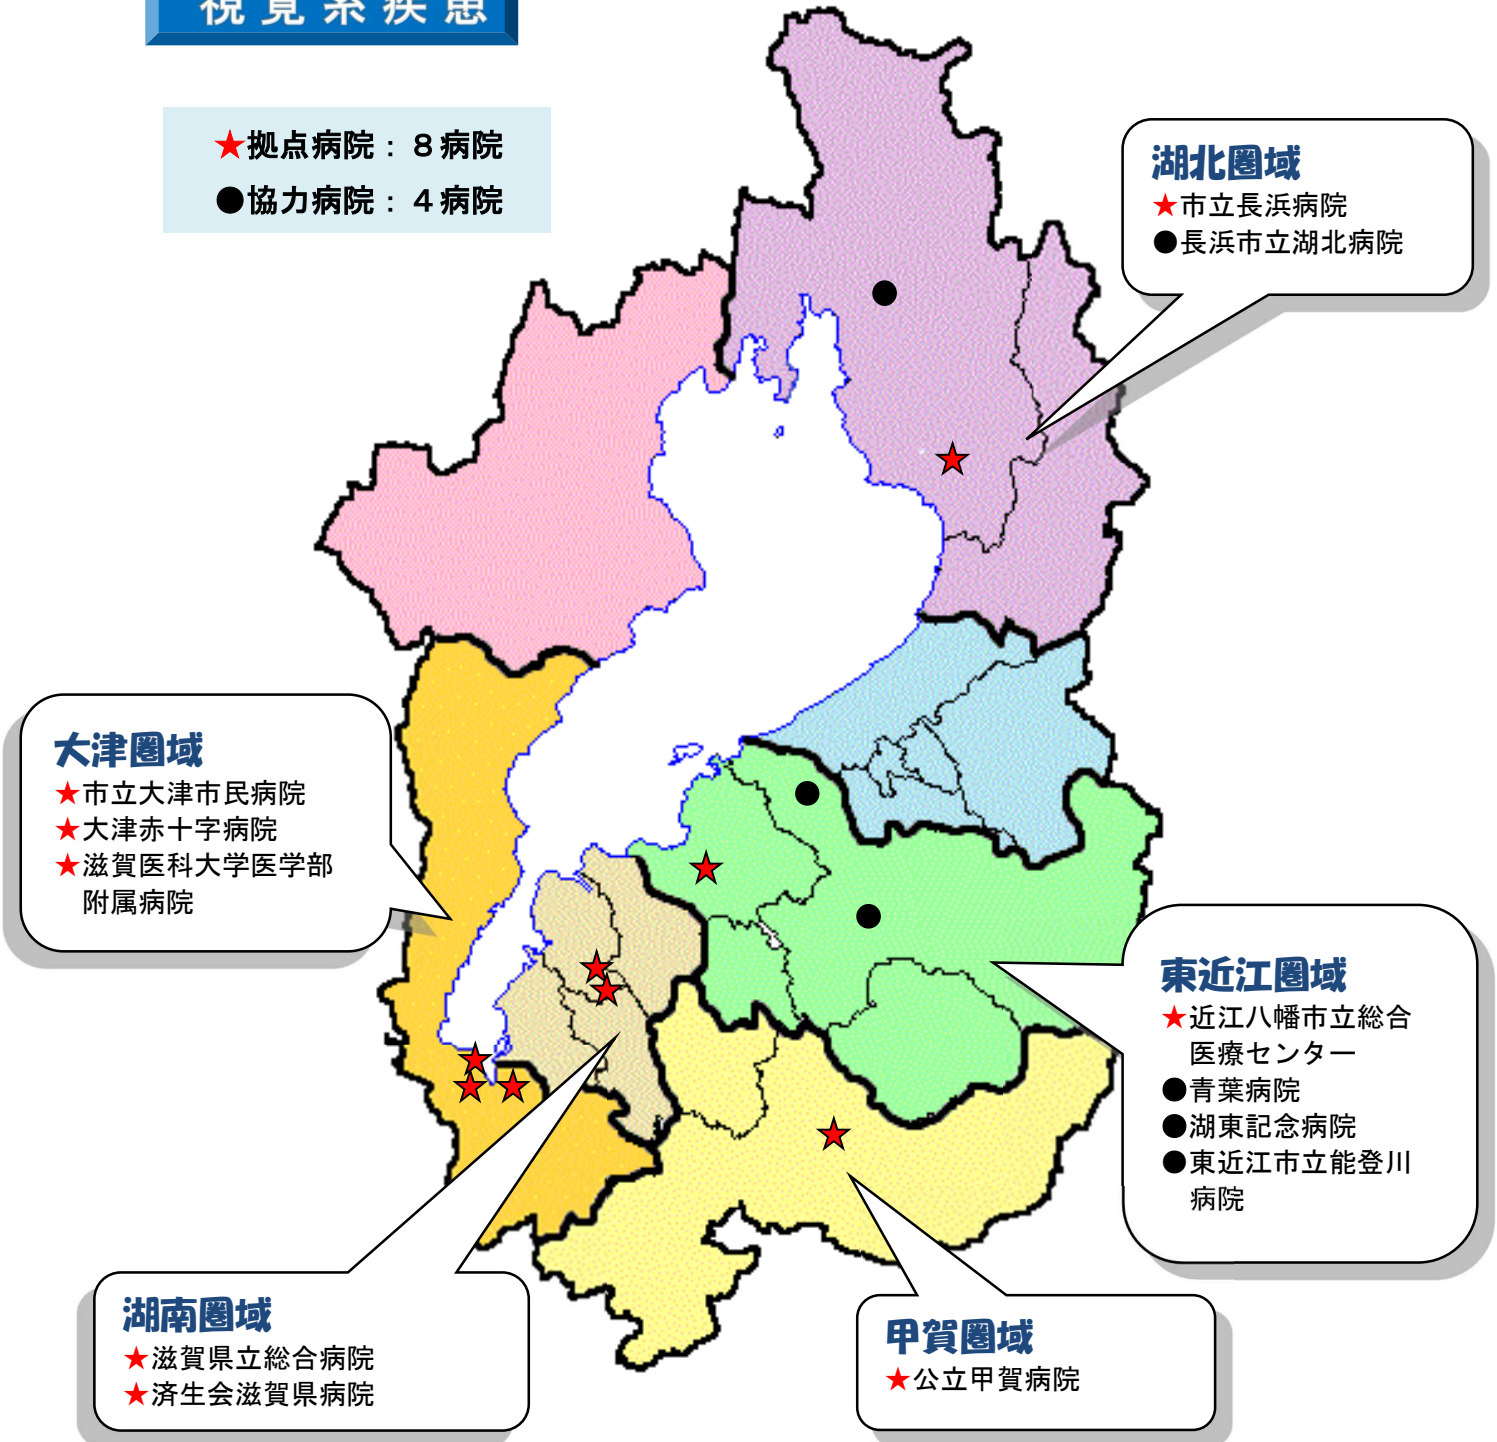 視覚系疾患
★拠点病院：８病院
●協力病院：４病院
湖北圏域
★市立長浜病院
●長浜市立湖北病院
大津圏域
★市立大津市民病院
★大津赤十字病院
★滋賀医科大学医学部
附属病院
東近江圏域
★近江八幡市立総合
医療センター
●青葉病院
●湖東記念病院
●東近江市立能登川
病院
湖南圏域
★滋賀県立総合病院
★済生会滋賀県病院
甲賀圏域
★公立甲賀病院